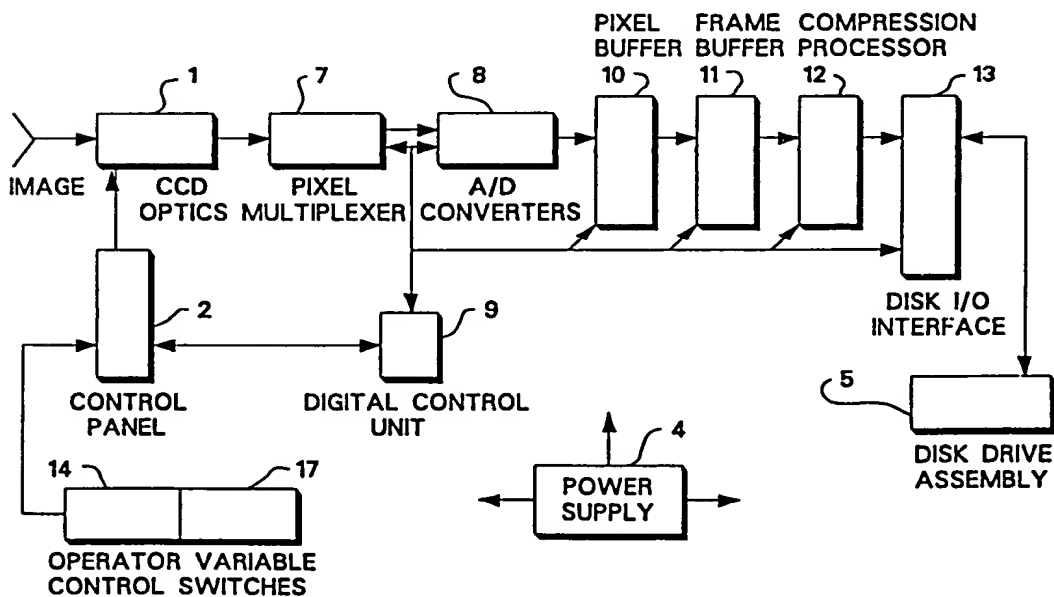 PIXEL
BUFFER
FRAME
BUFFER
COMPRESSION
PROCESSOR
1
7
8
10
11
12
13
IMAGE
CCD
OPTICS
PIXEL
MULTIPLEXER
A/D
CONVERTERS
2
9
DISK I/O
INTERFACE
CONTROL
PANEL
DIGITAL CONTROL
UNIT
5
DISK DRIVE
ASSEMBLY
14
17
4
POWER
SUPPLY
OPERATOR VARIABLE
CONTROL SWITCHES